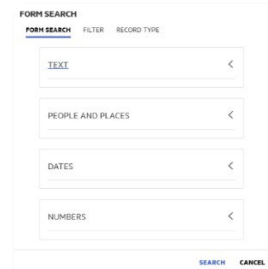 FORM SEARCH
FORM SEARCH FILTER RECORD TYPE
TEXT
PEOPLE AND PLACES
DATES
NUMBERS
SEARCH CANCEL